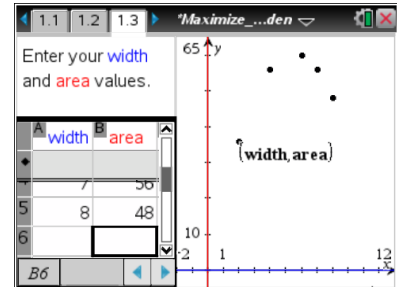 1.1 1.2 1.3 *Maximize_...den
Enter your width
and area values.
A width B area
7 56
5 8 48
6
B6
65 y
(width,area)
10
-2 1 12
x